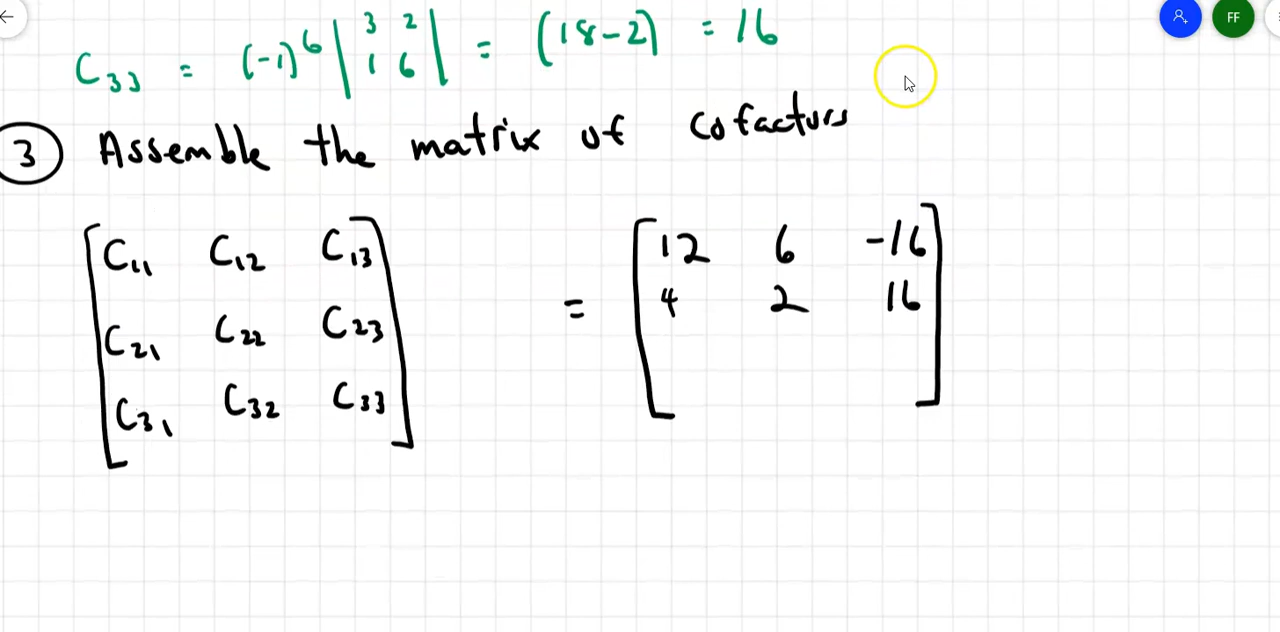 C33 = (-1)^6 | 3 2 | = (18-2) = 16
| 1 6 |
FF
3 Assemble the matrix of cofactors
[ C11 C12 C13 ] = [ 12 6 -16 ]
[ C21 C22 C23 ] [ 4 2 16 ]
[ C31 C32 C33 ]